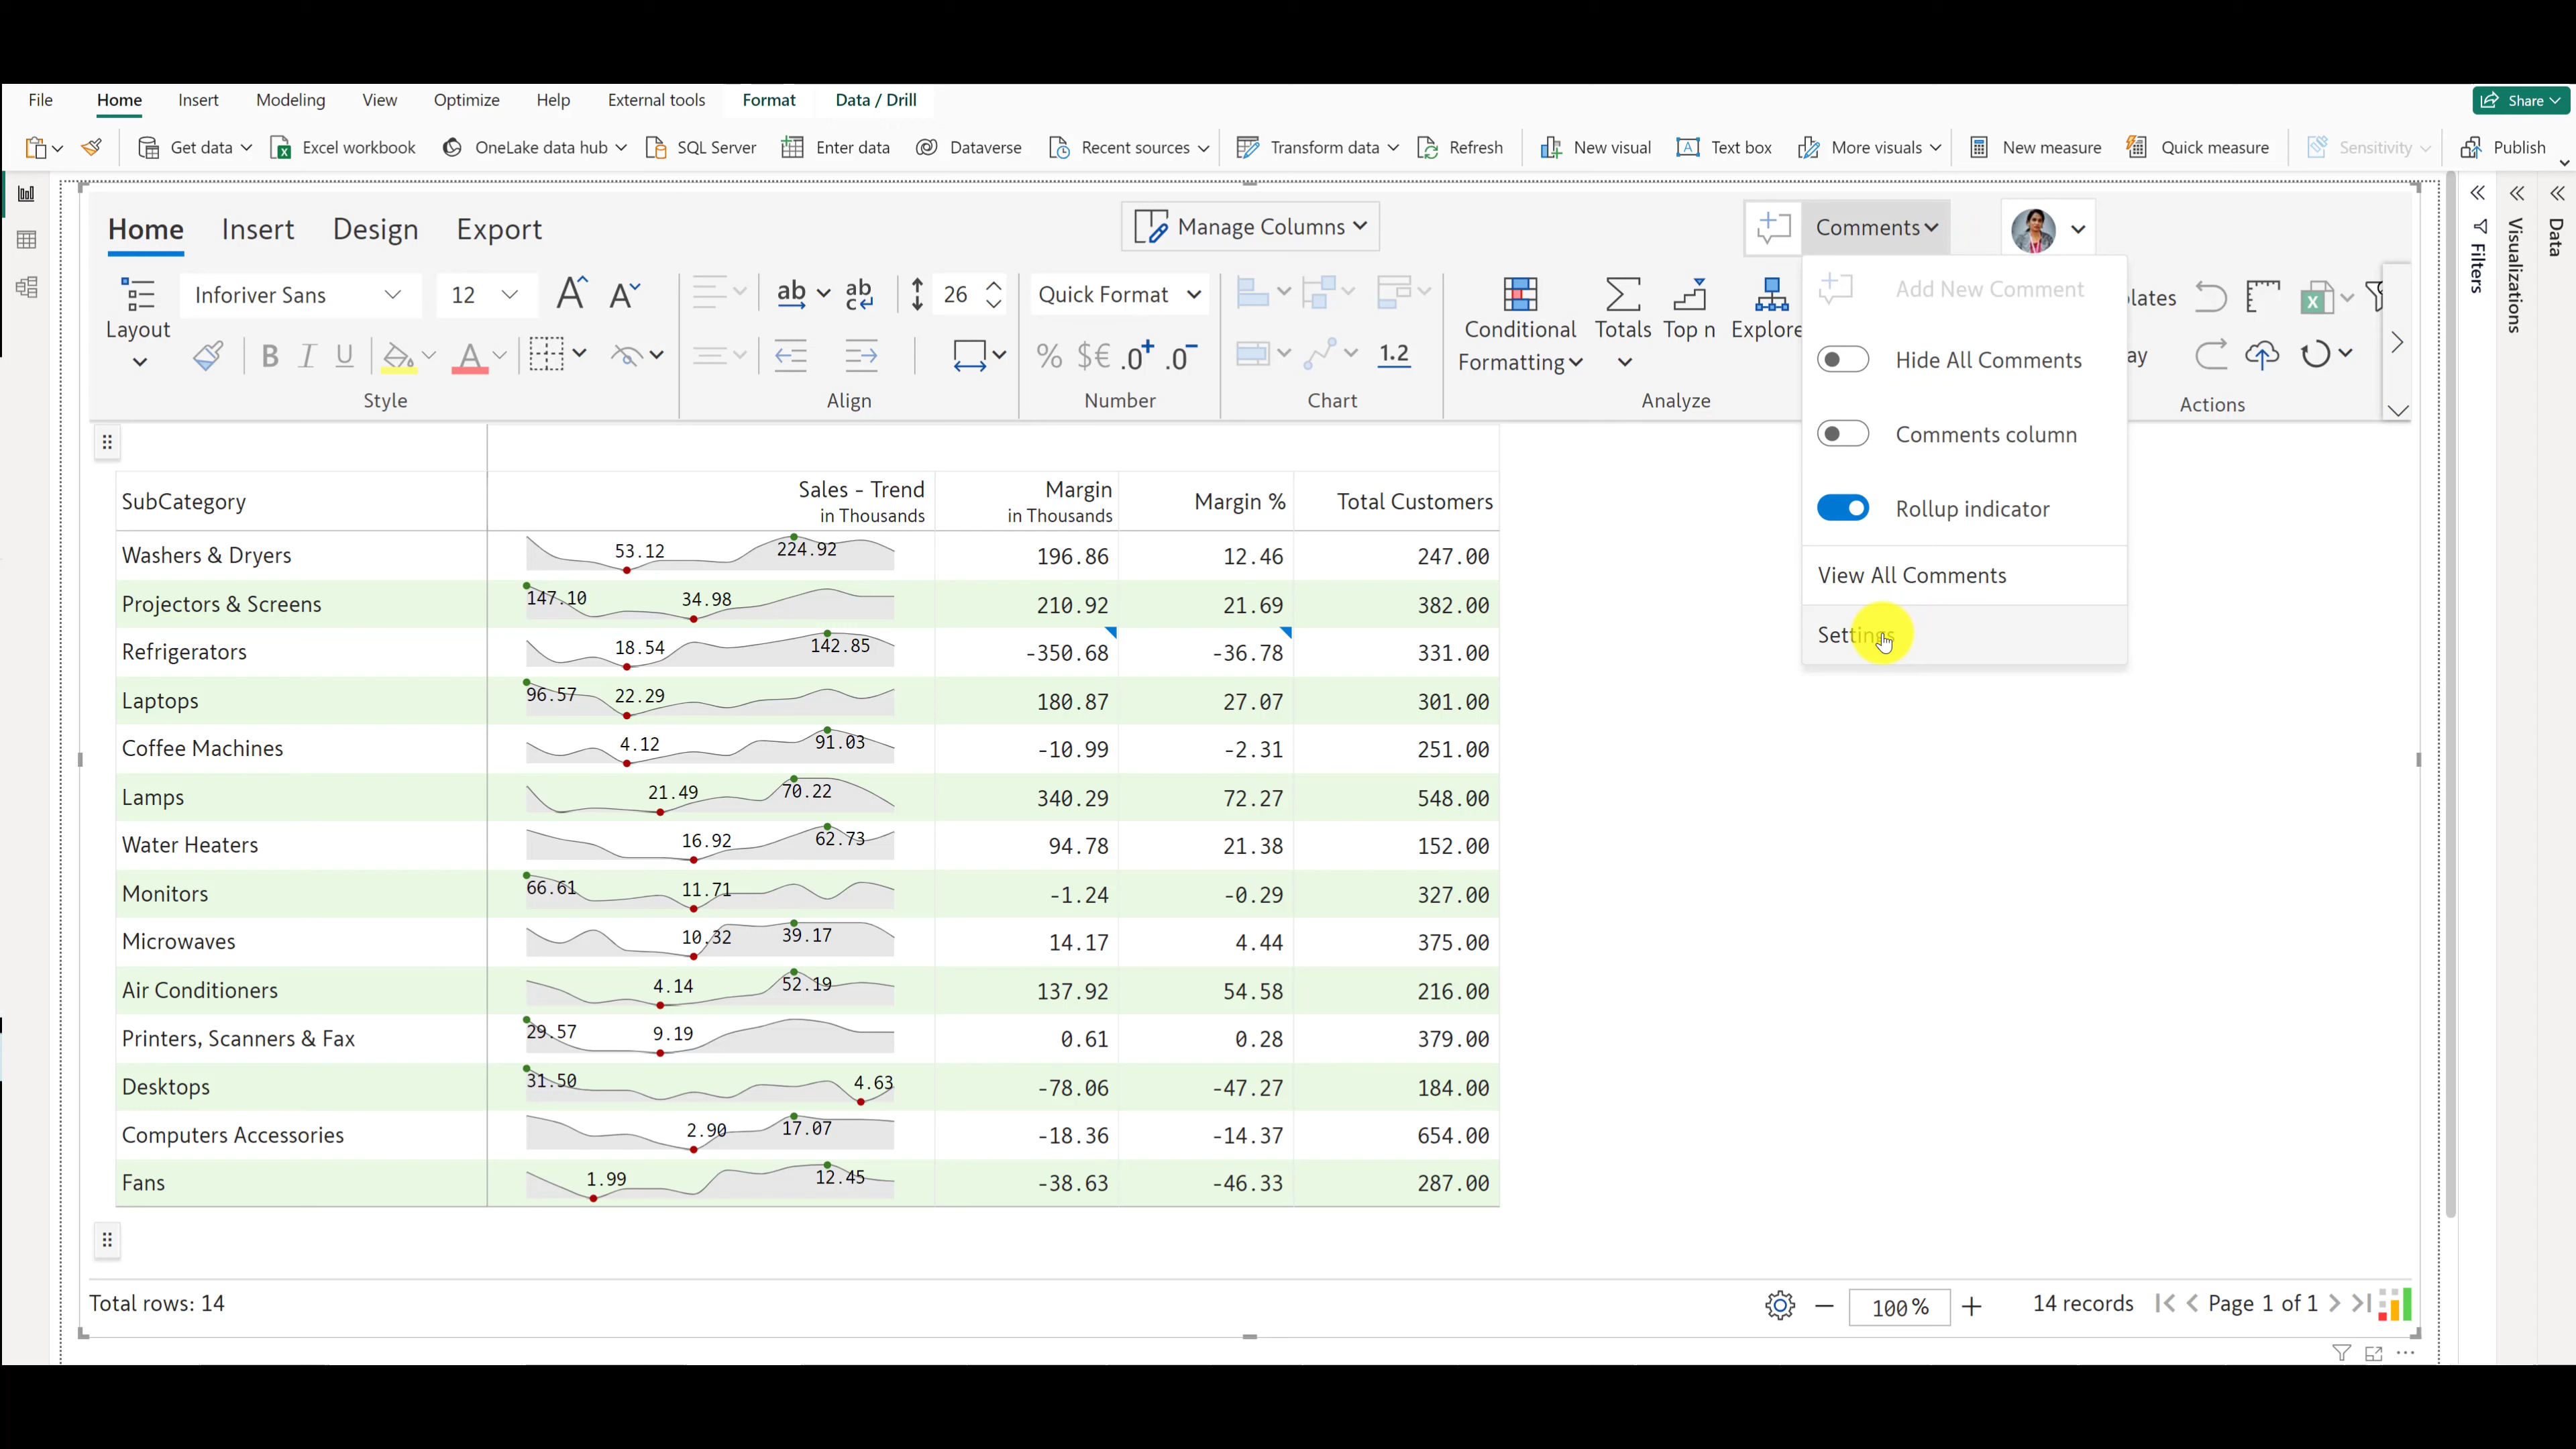 File Home Insert Modeling View Optimize Help External tools Format Data / Drill Share
Get data Excel workbook OneLake data hub SQL Server Enter data Dataverse Recent sources Transform data Refresh New visual Text box More visuals New measure Quick measure Sensitivity Publish
Home Insert Design Export Manage Columns Comments
Inforiver Sans 12 26 Quick Format
Layout
Conditional Formatting Totals Top n Explore
B I U A % $€ .0 .0 1.2
Style Align Number Chart Analyze Actions
lates
ay
Add New Comment
Hide All Comments
Comments column
Rollup indicator
View All Comments
Settings
Filters
Visualizations
Data
SubCategory Sales - Trend in Thousands Margin in Thousands Margin % Total Customers
Washers & Dryers 53.12 224.92 196.86 12.46 247.00
Projectors & Screens 147.10 34.98 210.92 21.69 382.00
Refrigerators 18.54 142.85 -350.68 -36.78 331.00
Laptops 96.57 22.29 180.87 27.07 301.00
Coffee Machines 4.12 91.03 -10.99 -2.31 251.00
Lamps 21.49 70.22 340.29 72.27 548.00
Water Heaters 16.92 62.73 94.78 21.38 152.00
Monitors 66.61 11.71 -1.24 -0.29 327.00
Microwaves 10.32 39.17 14.17 4.44 375.00
Air Conditioners 4.14 52.19 137.92 54.58 216.00
Printers, Scanners & Fax 29.57 9.19 0.61 0.28 379.00
Desktops 31.50 4.63 -78.06 -47.27 184.00
Computers Accessories 2.90 17.07 -18.36 -14.37 654.00
Fans 1.99 12.45 -38.63 -46.33 287.00
Total rows: 14 100% 14 records Page 1 of 1